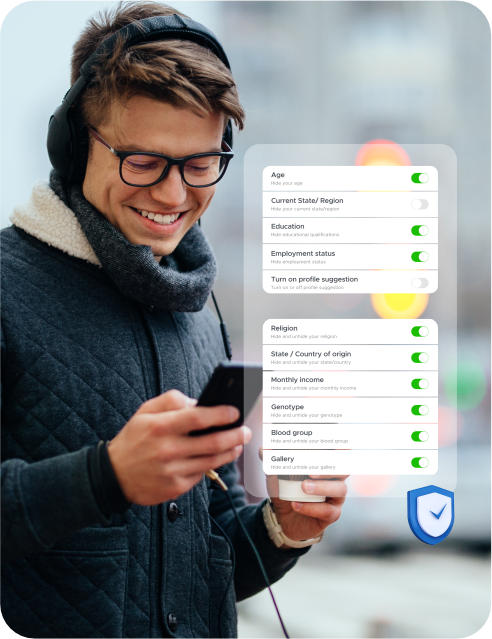 Age
Hide your age
Current State/ Region
Hide your current state/region
Education
Hide educational qualifications
Employment status
Hide employment status
Turn on profile suggestion
Turn on or off profile suggestion
Religion
Hide and unhide your religion
State / Country of origin
Hide and unhide your state/country
Monthly income
Hide and unhide your monthly income
Genotype
Hide and unhide your genotype
Blood group
Hide and unhide your blood group
Gallery
Hide and unhide your gallery